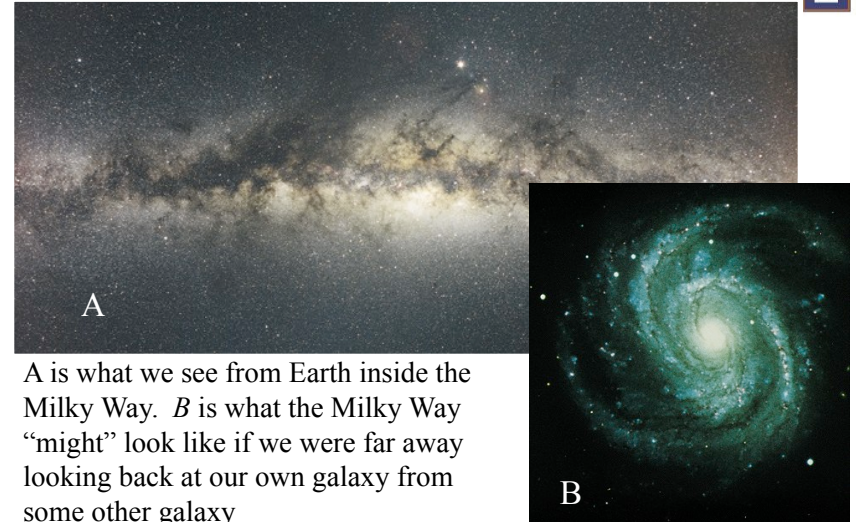 A
A is what we see from Earth inside the
Milky Way. B is what the Milky Way
“might” look like if we were far away
looking back at our own galaxy from
some other galaxy
B